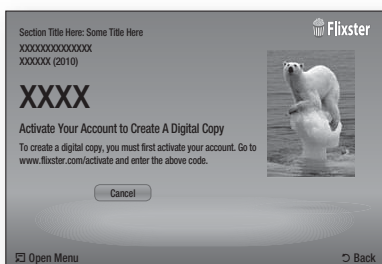 Section Title Here: Some Title Here
Flixster
XXXXXXXXXXXXXX
XXXXXX (2010)
XXXX
Activate Your Account to Create A Digital Copy
To create a digital copy, you must first activate your account. Go to
www.flixster.com/activate and enter the above code.
Cancel
Open Menu
Back